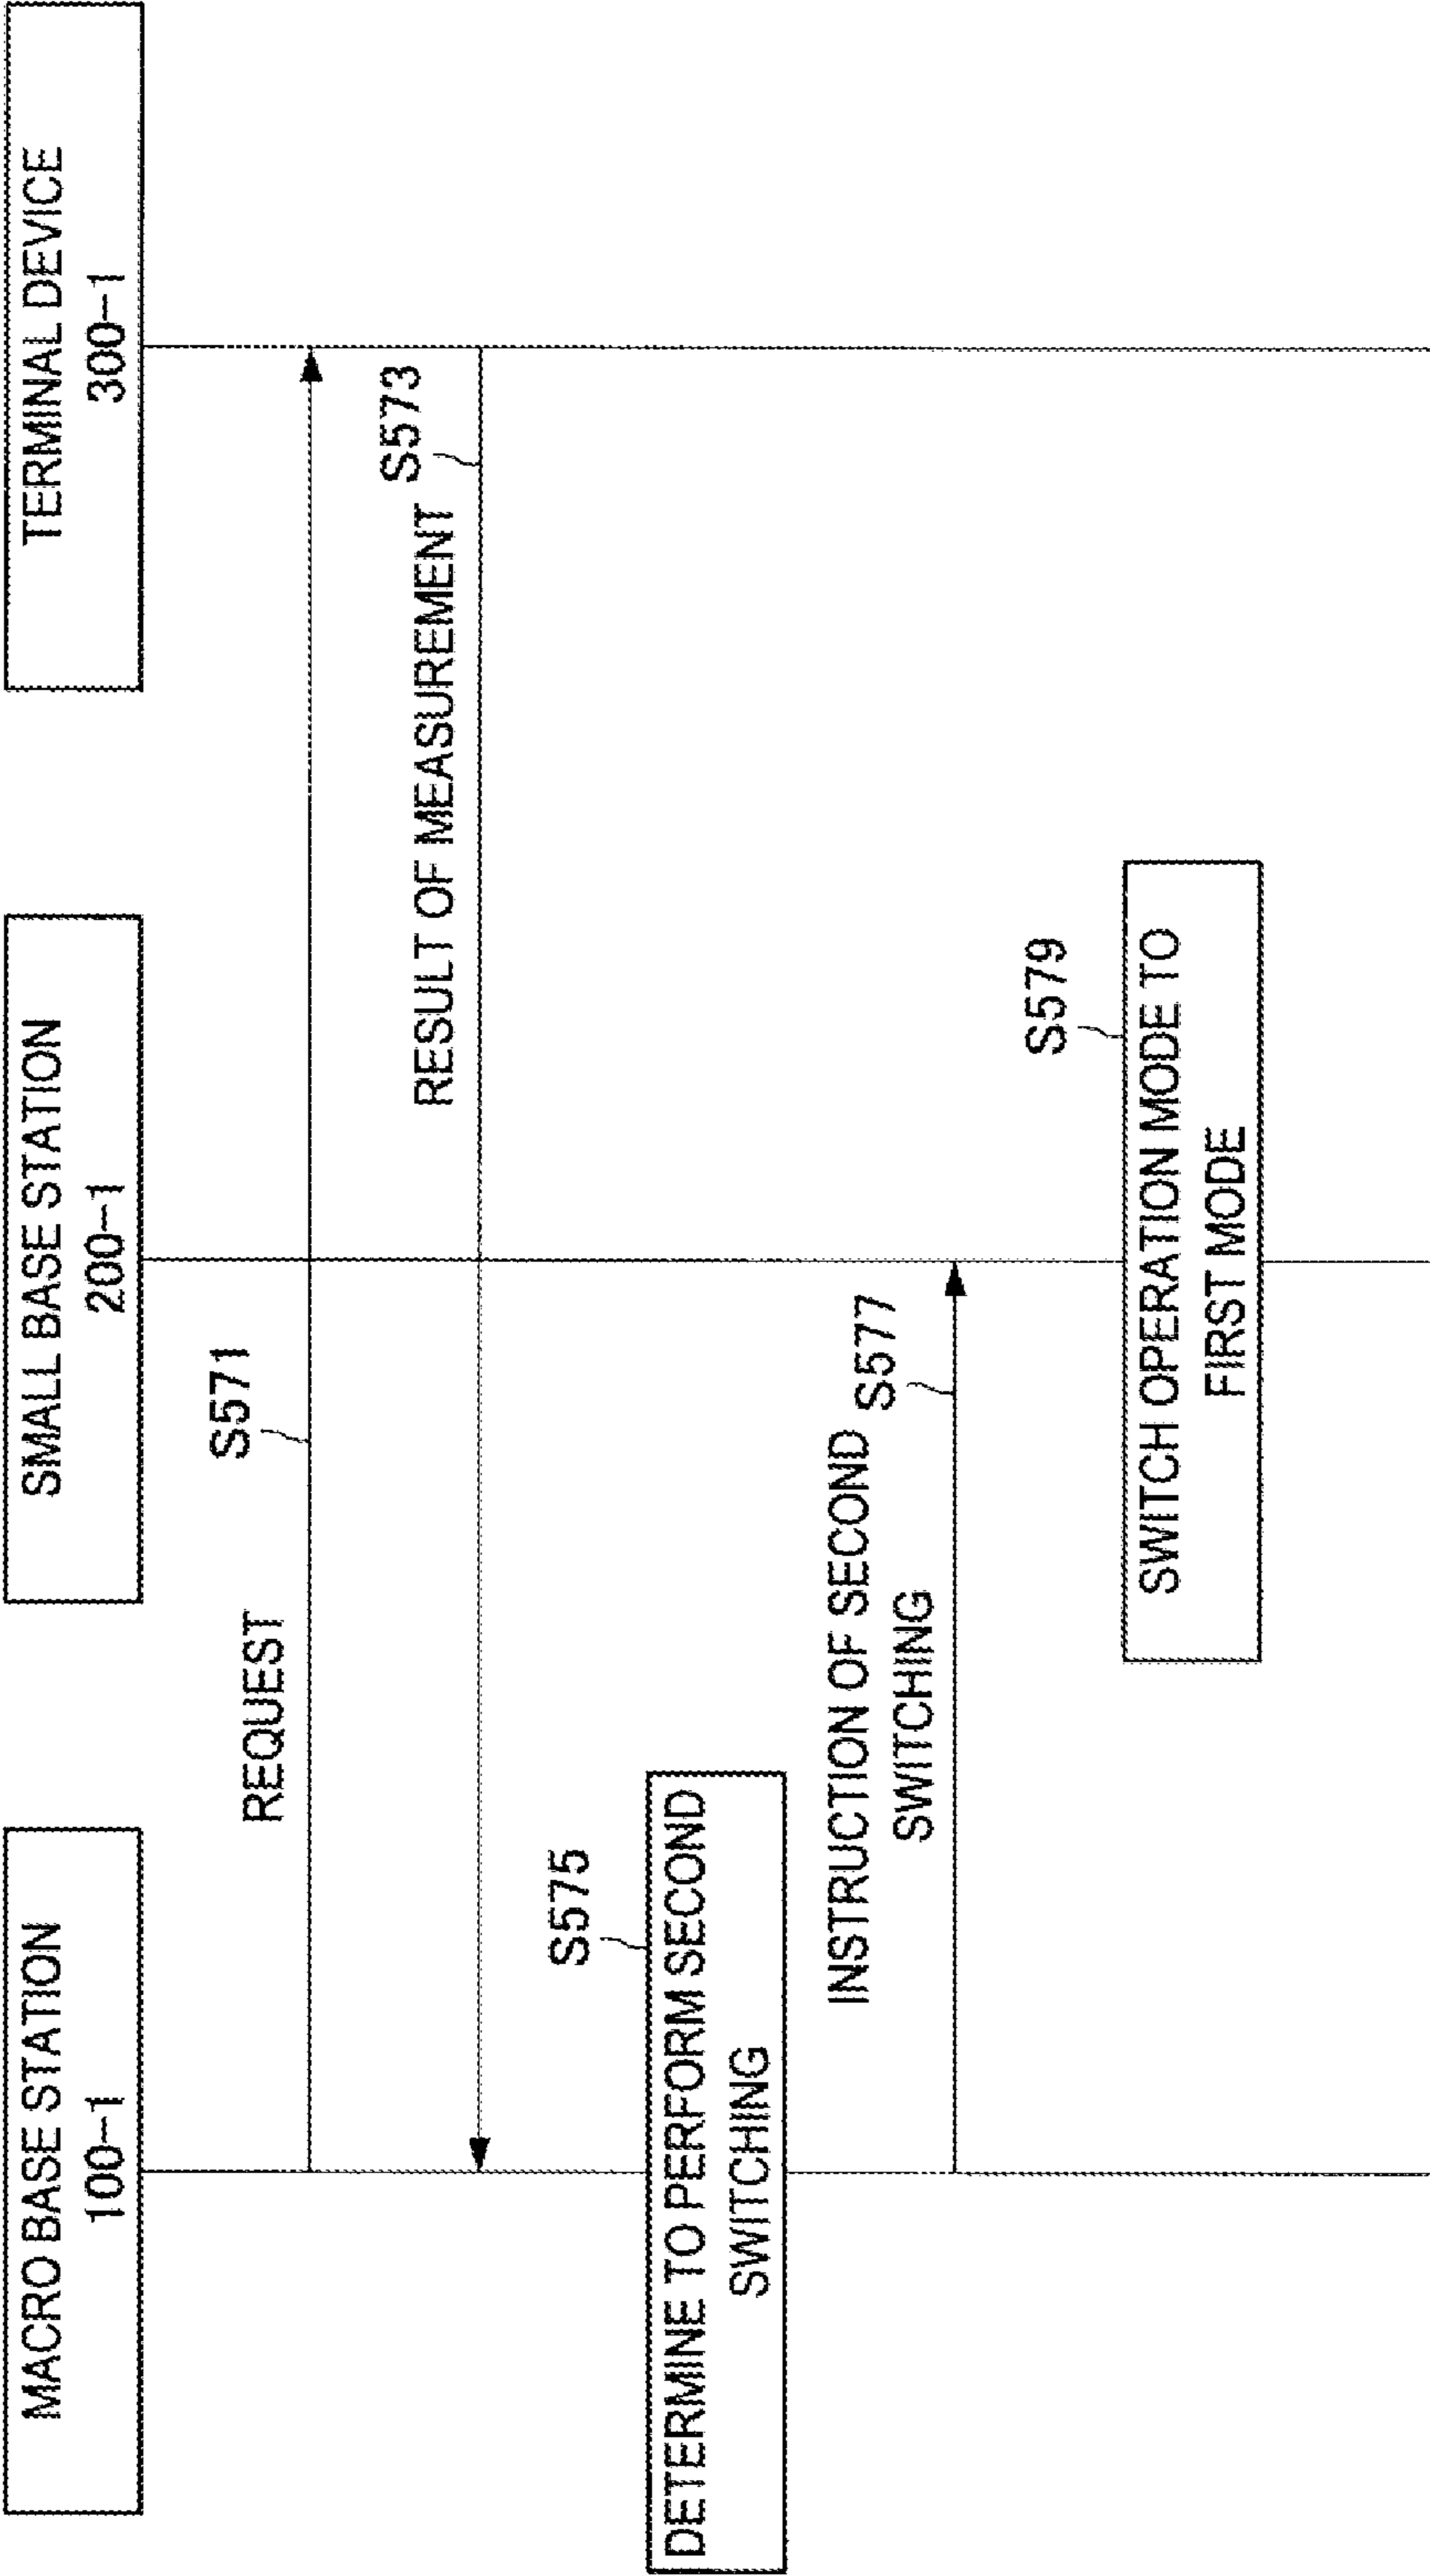 MACRO BASE STATION
100-1
SMALL BASE STATION
200-1
TERMINAL DEVICE
300-1
S571
REQUEST
S573
RESULT OF MEASUREMENT
S575
DETERMINE TO PERFORM SECOND
SWITCHING
INSTRUCTION OF SECOND
SWITCHING
S577
S579
SWITCH OPERATION MODE TO
FIRST MODE